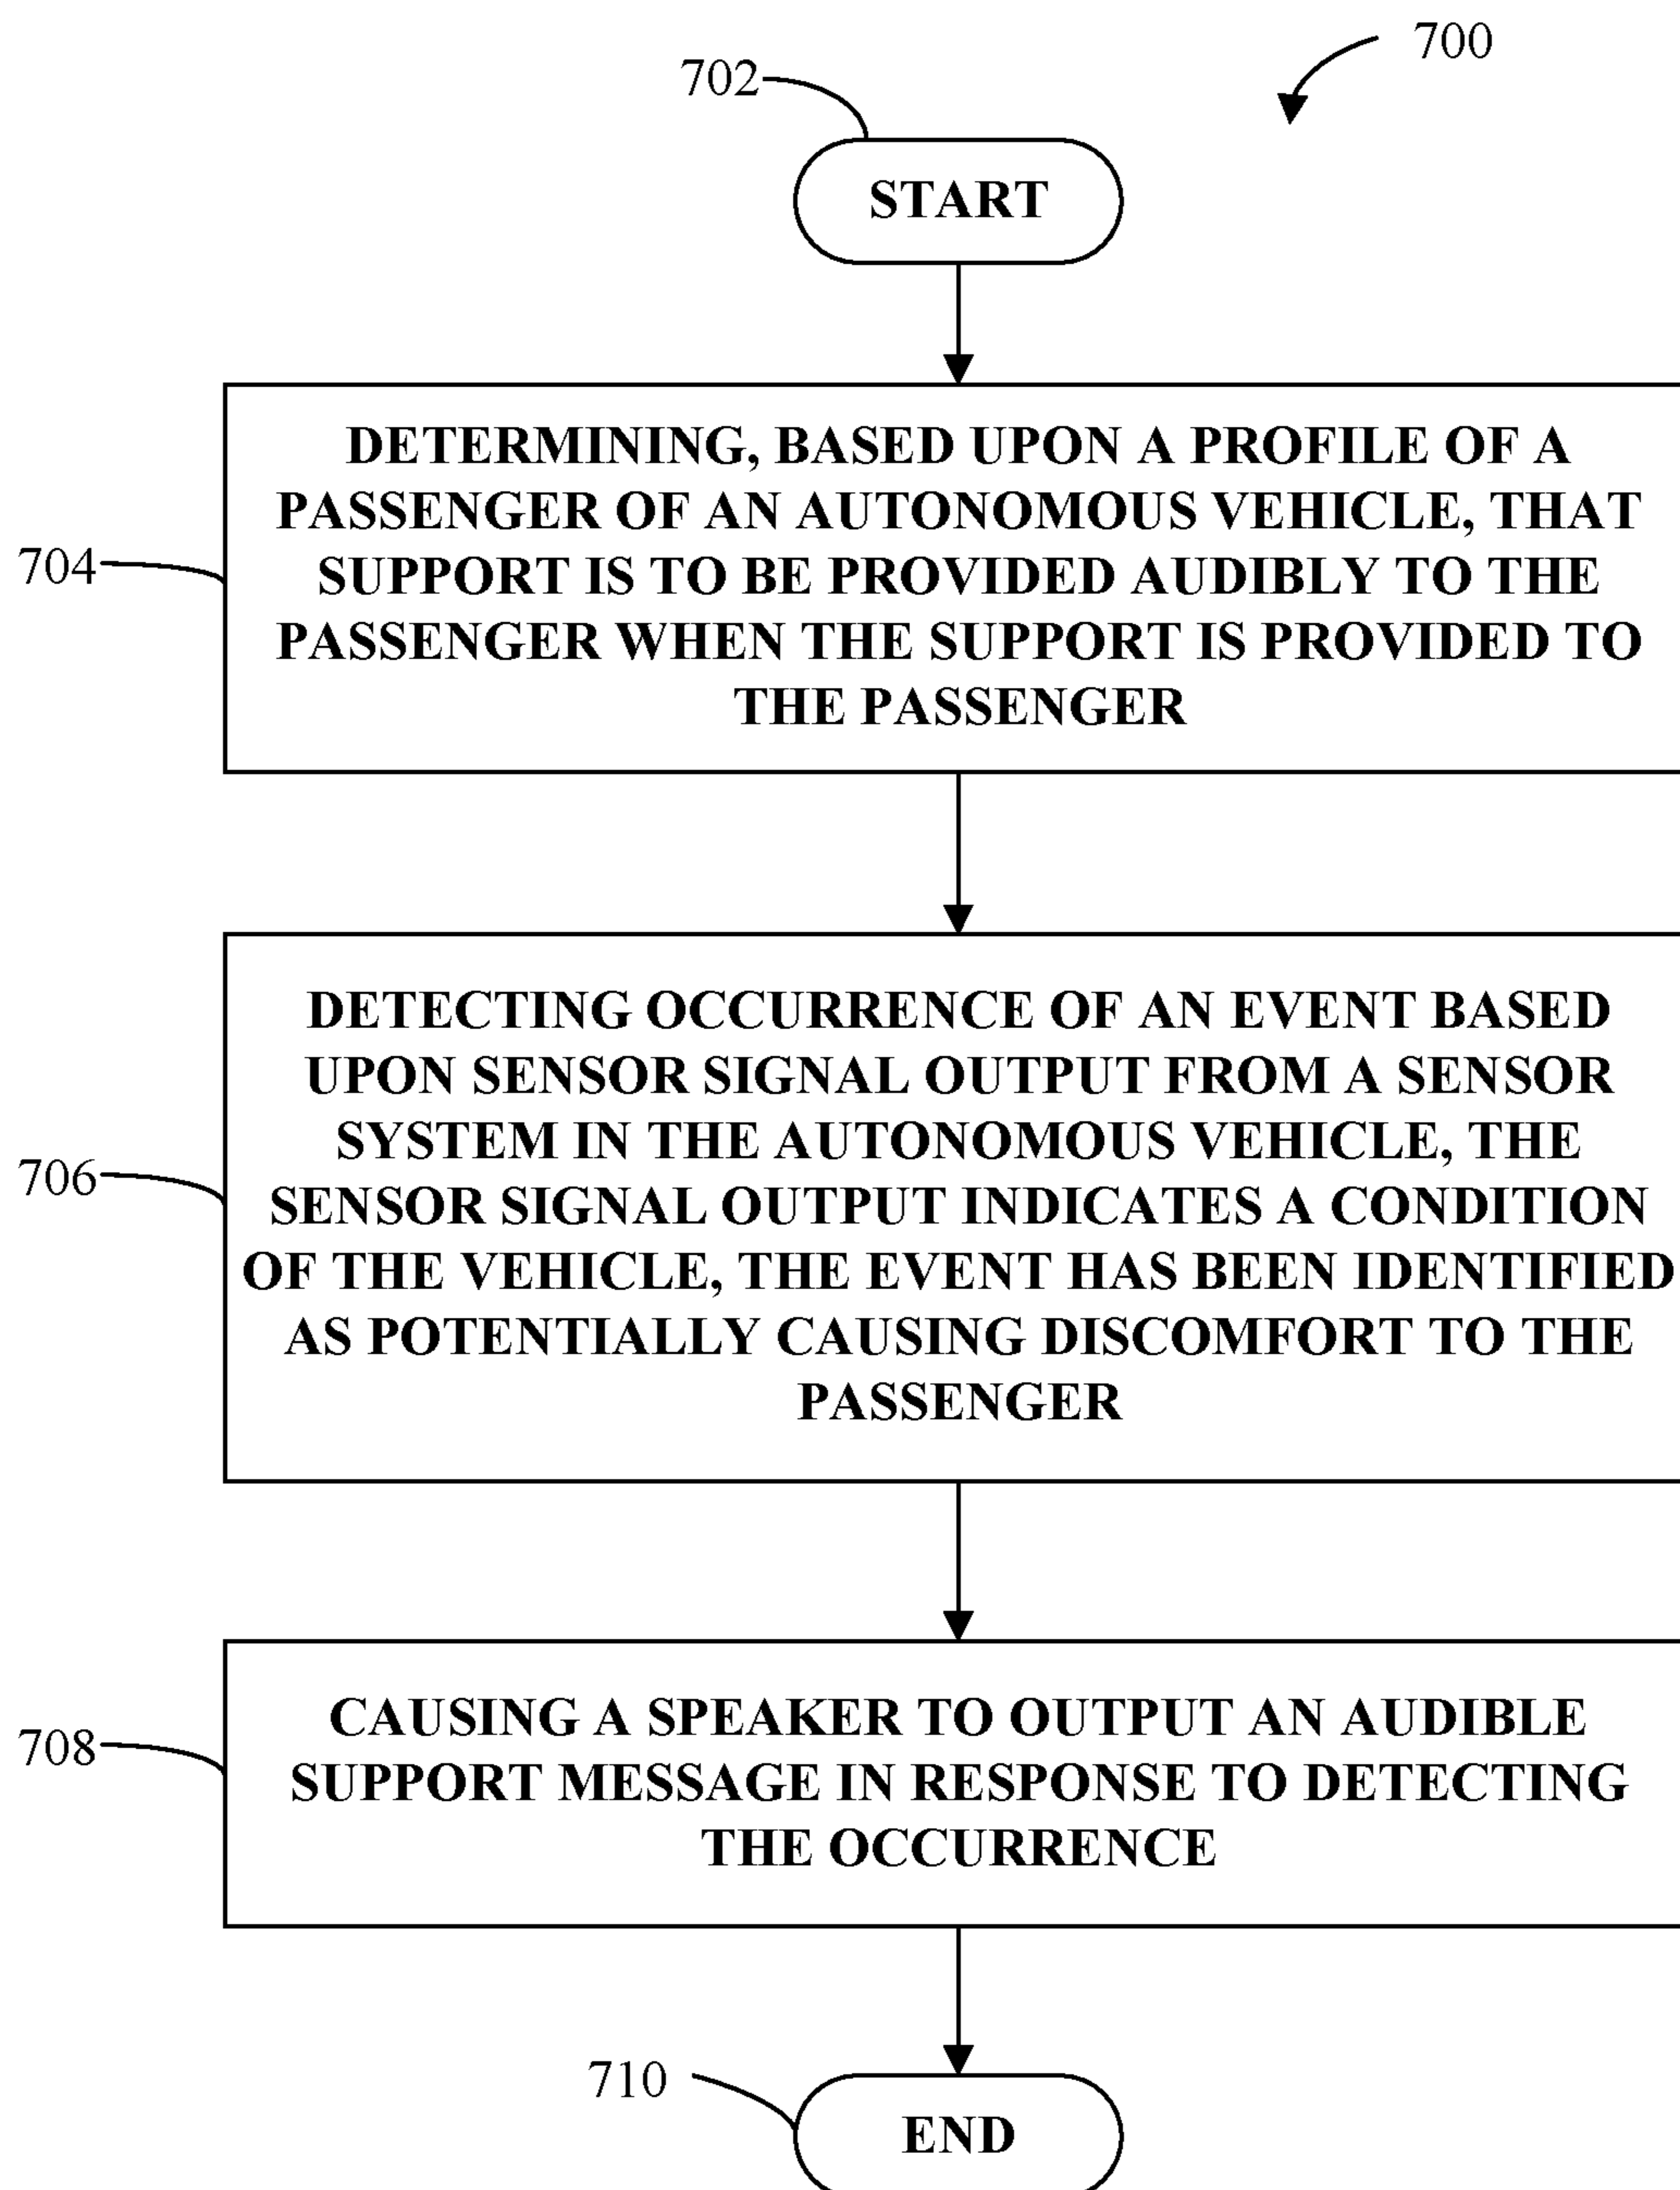 700
702
START
704
DETERMINING, BASED UPON A PROFILE OF A
PASSENGER OF AN AUTONOMOUS VEHICLE, THAT
SUPPORT IS TO BE PROVIDED AUDIBLY TO THE
PASSENGER WHEN THE SUPPORT IS PROVIDED TO
THE PASSENGER
706
DETECTING OCCURRENCE OF AN EVENT BASED
UPON SENSOR SIGNAL OUTPUT FROM A SENSOR
SYSTEM IN THE AUTONOMOUS VEHICLE, THE
SENSOR SIGNAL OUTPUT INDICATES A CONDITION
OF THE VEHICLE, THE EVENT HAS BEEN IDENTIFIED
AS POTENTIALLY CAUSING DISCOMFORT TO THE
PASSENGER
708
CAUSING A SPEAKER TO OUTPUT AN AUDIBLE
SUPPORT MESSAGE IN RESPONSE TO DETECTING
THE OCCURRENCE
710
END